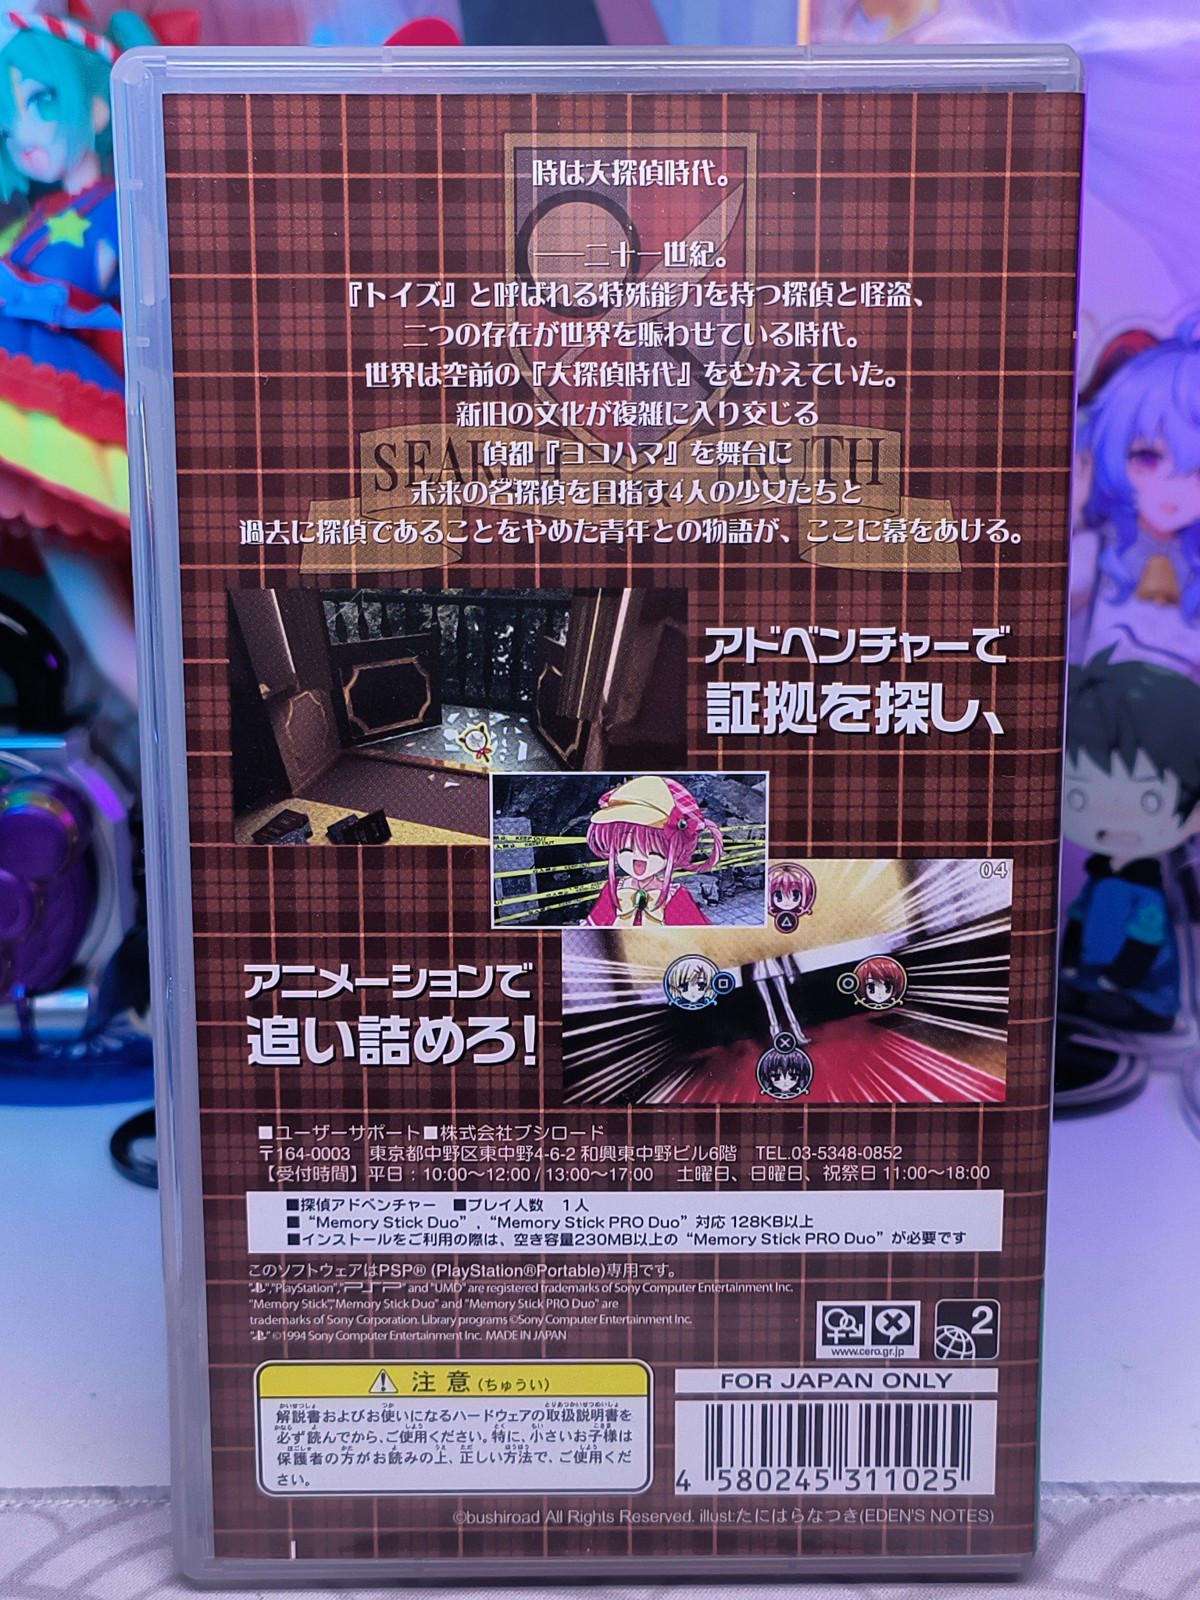 時は大探偵時代。
──二十一世紀。
『トイズ』と呼ばれる特殊能力を持つ探偵と怪盗、
二つの存在が世界を賑わせている時代。
世界は空前の『大探偵時代』をむかえていた。
新旧の文化が複雑に入り交じる
偵都『ヨコハマ』を舞台に
未来の名探偵を目指す4人の少女たちと
過去に探偵であることをやめた青年との物語が、ここに幕をあける。
アドベンチャーで
証拠を探し、
KEEP OUT
04
アニメーションで
追い詰めろ!
■ユーザーサポート■株式会社ブシロード
〒164-0003 東京都中野区東中野4-6-2 和興東中野ビル6階 TEL.03-5348-0852
【受付時間】平日：10:00〜12:00 / 13:00〜17:00 土曜日、日曜日、祝祭日 11:00〜18:00
■探偵アドベンチャー ■プレイ人数 1人
■“Memory Stick Duo”，“Memory Stick PRO Duo” 対応 128KB以上
■インストールをご利用の際は、空き容量230MB以上の“Memory Stick PRO Duo”が必要です
このソフトウェアはPSP® (PlayStation®Portable)専用です。
"PlayStation", "PSP" and "UMD" are registered trademarks of Sony Computer Entertainment Inc.
"Memory Stick","Memory Stick Duo" and "Memory Stick PRO Duo" are
trademarks of Sony Corporation. Library programs ©Sony Computer Entertainment Inc.
©1994 Sony Computer Entertainment Inc. MADE IN JAPAN
www.cero.gr.jp
2
注意(ちゅうい)
解説書およびお使いになるハードウェアの取扱説明書を
必ず読んでから、ご使用ください。特に、小さいお子様は
保護者の方がお読みの上、正しい方法で、ご使用くだ
さい。
FOR JAPAN ONLY
4 580245 311025
©bushiroad All Rights Reserved. illust:たにはらなつき(EDEN'S NOTES)